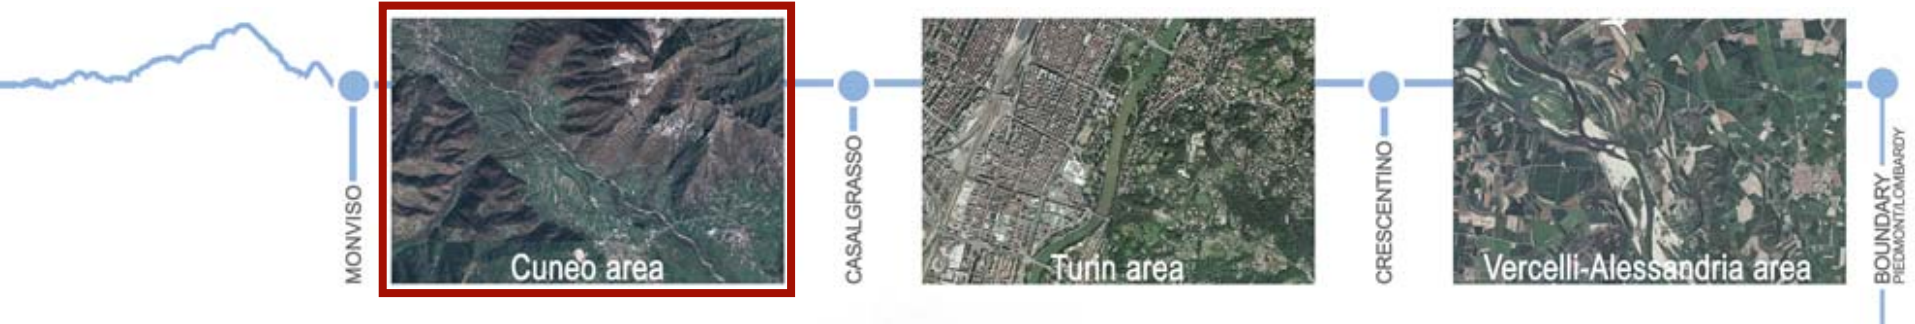 MONVISO
Cuneo area
CASALGRASSO
Turin area
CRESCENTINO
Vercelli-Alessandria area
BOUNDARY
PIEDMONT/LOMBARDY